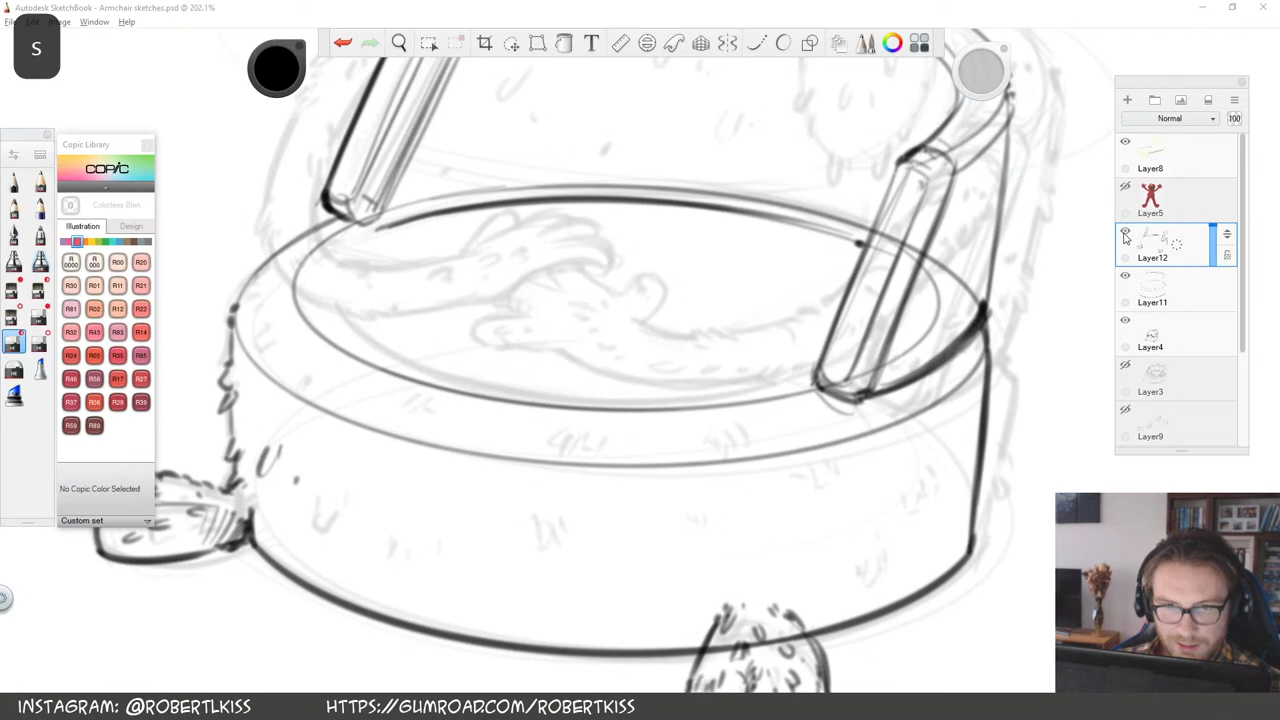 Autodesk SketchBook - Armchair sketches.psd @ 202.1%
File Edit Image Window Help
S
T
Copic Library
COPIC
0 Colorless Blen..
Illustration Design
0000 000 R00 R20
R30 R01 R11 R21
R81 R02 R12 R22
R32 R43 R83 R14
R24 R05 R35 R85
R46 R56 R17 R27
R37 R08 R29 R39
R59 R89
No Copic Color Selected
Custom set
Normal 100
Layer8
Layer5
Layer12
Layer11
Layer4
Layer3
Layer9
INSTAGRAM: @ROBERTLKISS HTTPS://GUMROAD.COM/ROBERTKISS